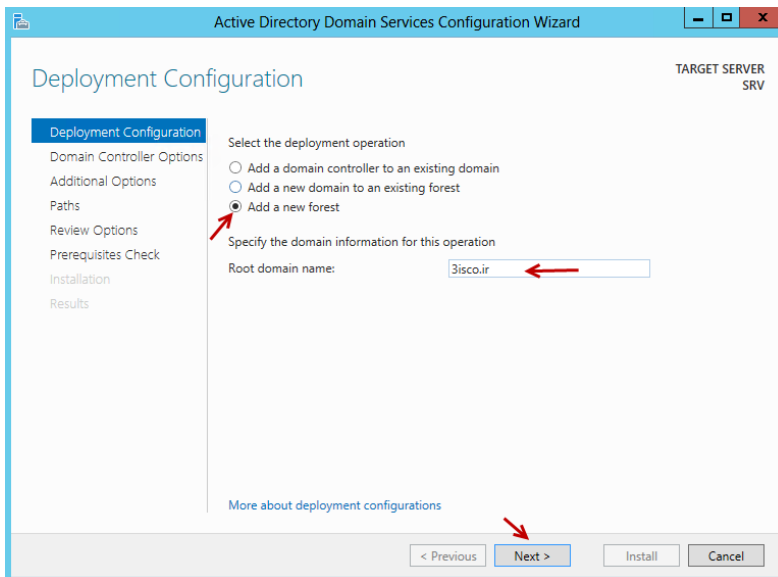 Active Directory Domain Services Configuration Wizard
Deployment Configuration
TARGET SERVER
SRV
Deployment Configuration
Domain Controller Options
Additional Options
Paths
Review Options
Prerequisites Check
Installation
Results
Select the deployment operation
Add a domain controller to an existing domain
Add a new domain to an existing forest
Add a new forest
Specify the domain information for this operation
Root domain name: 3isco.ir
More about deployment configurations
< Previous Next > Install Cancel